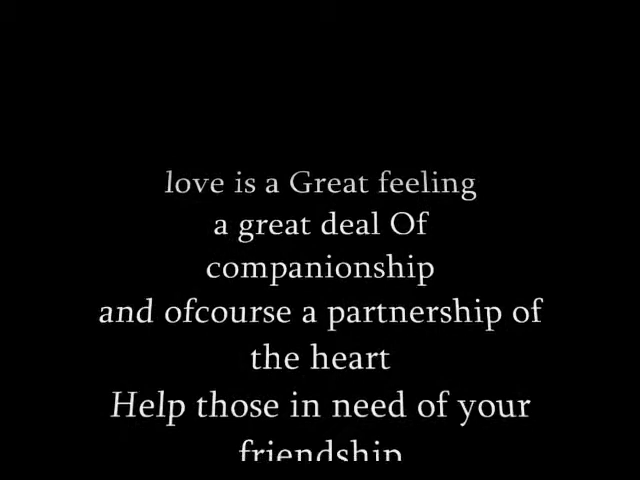 love is a Great feeling
a great deal Of
companionship
and ofcourse a partnership of
the heart
Help those in need of your
friendship